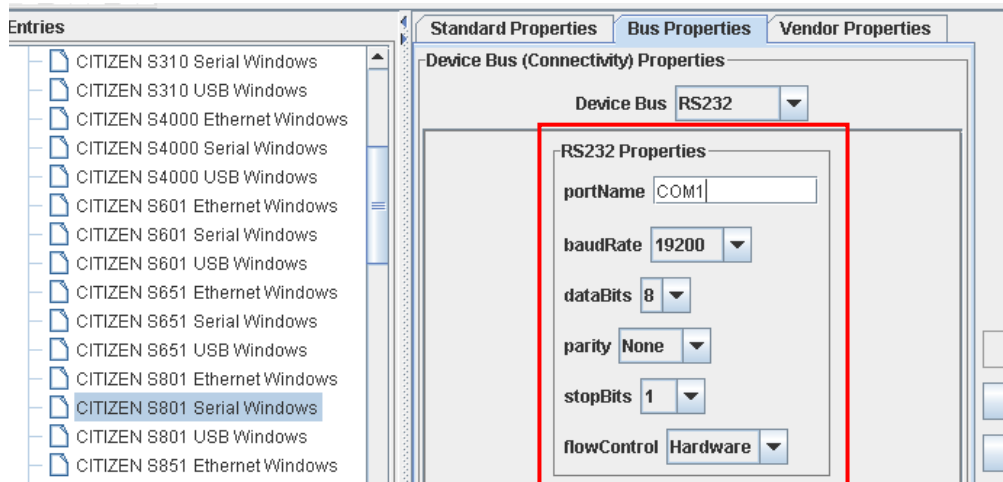 Entries
CITIZEN S310 Serial Windows
CITIZEN S310 USB Windows
CITIZEN S4000 Ethernet Windows
CITIZEN S4000 Serial Windows
CITIZEN S4000 USB Windows
CITIZEN S601 Ethernet Windows
CITIZEN S601 Serial Windows
CITIZEN S601 USB Windows
CITIZEN S651 Ethernet Windows
CITIZEN S651 Serial Windows
CITIZEN S651 USB Windows
CITIZEN S801 Ethernet Windows
CITIZEN S801 Serial Windows
CITIZEN S801 USB Windows
CITIZEN S851 Ethernet Windows
Standard Properties Bus Properties Vendor Properties
Device Bus (Connectivity) Properties
Device Bus RS232
RS232 Properties
portName COM1
baudRate 19200
dataBits 8
parity None
stopBits 1
flowControl Hardware